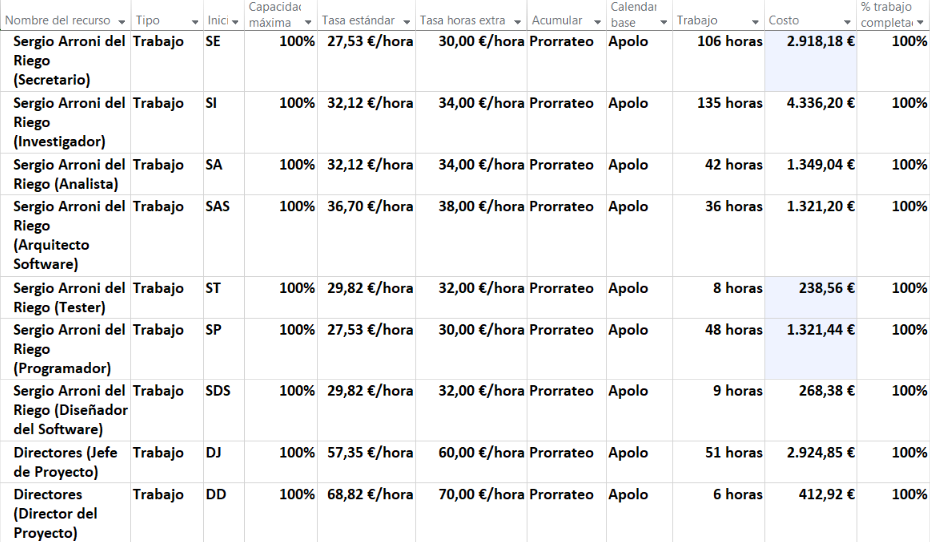 Nombre del recurso Tipo Inici Capacidad máxima Tasa estándar Tasa horas extra Acumular Calendar base Trabajo Costo % trabajo completac
Sergio Arroni del Riego (Secretario) Trabajo SE 100% 27,53 €/hora 30,00 €/hora Prorrateo Apolo 106 horas 2.918,18 € 100%
Sergio Arroni del Riego (Investigador) Trabajo SI 100% 32,12 €/hora 34,00 €/hora Prorrateo Apolo 135 horas 4.336,20 € 100%
Sergio Arroni del Riego (Analista) Trabajo SA 100% 32,12 €/hora 34,00 €/hora Prorrateo Apolo 42 horas 1.349,04 € 100%
Sergio Arroni del Riego (Arquitecto Software) Trabajo SAS 100% 36,70 €/hora 38,00 €/hora Prorrateo Apolo 36 horas 1.321,20 € 100%
Sergio Arroni del Riego (Tester) Trabajo ST 100% 29,82 €/hora 32,00 €/hora Prorrateo Apolo 8 horas 238,56 € 100%
Sergio Arroni del Riego (Programador) Trabajo SP 100% 27,53 €/hora 30,00 €/hora Prorrateo Apolo 48 horas 1.321,44 € 100%
Sergio Arroni del Riego (Diseñador del Software) Trabajo SDS 100% 29,82 €/hora 32,00 €/hora Prorrateo Apolo 9 horas 268,38 € 100%
Directores (Jefe de Proyecto) Trabajo DJ 100% 57,35 €/hora 60,00 €/hora Prorrateo Apolo 51 horas 2.924,85 € 100%
Directores (Director del Proyecto) Trabajo DD 100% 68,82 €/hora 70,00 €/hora Prorrateo Apolo 6 horas 412,92 € 100%